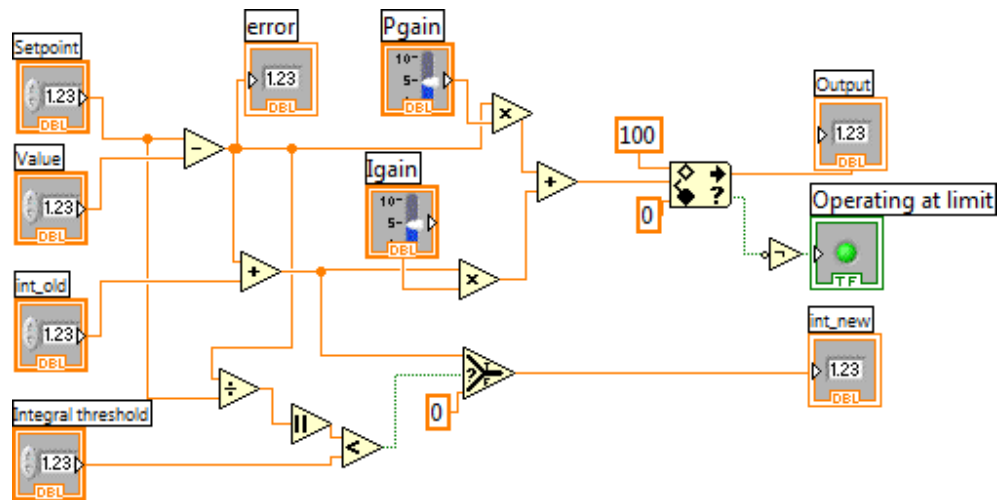 Setpoint
1.23
DBL
error
1.23
DBL
Pgain
10-
5-
DBL
Value
1.23
DBL
Igain
10-
5-
DBL
100
0
Output
1.23
DBL
Operating at limit
TF
int_old
1.23
DBL
int_new
1.23
DBL
Integral threshold
1.23
DBL
0
T
F
?
?